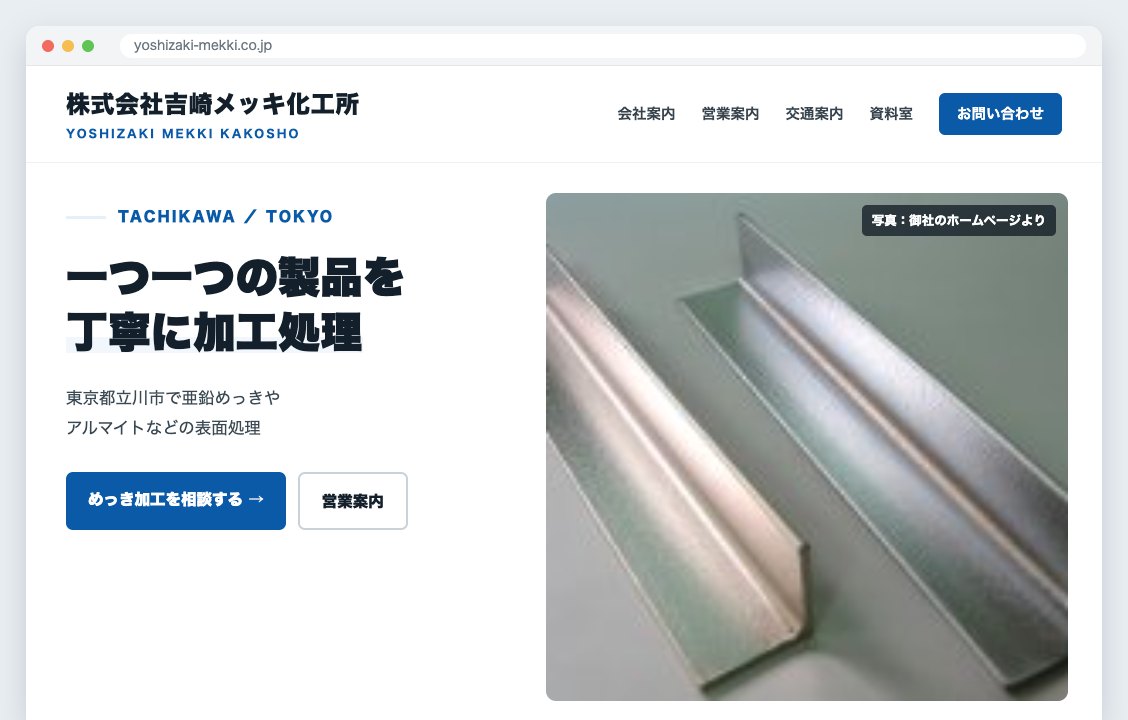 yoshizaki-mekki.co.jp
株式会社吉崎メッキ化工所
YOSHIZAKI MEKKI KAKOSHO
会社案内
営業案内
交通案内
資料室
お問い合わせ
TACHIKAWA ／ TOKYO
写真：御社のホームページより
一つ一つの製品を
丁寧に加工処理
東京都立川市で亜鉛めっきや
アルマイトなどの表面処理
めっき加工を相談する →
営業案内